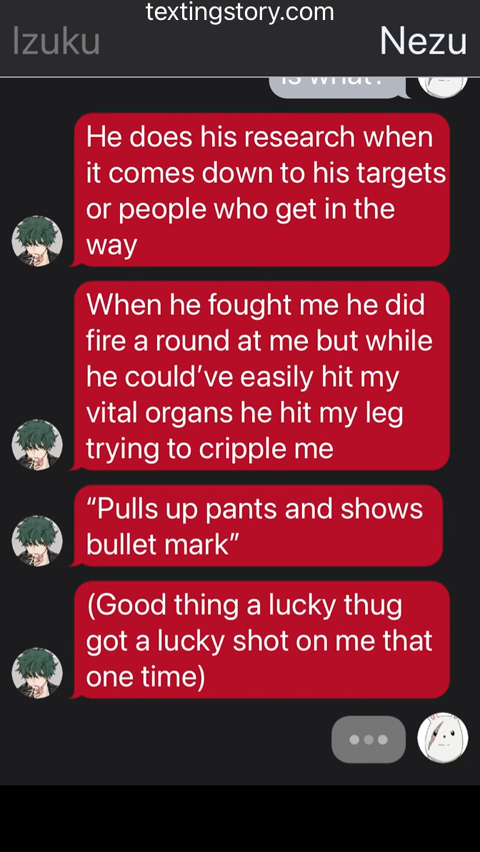 textingstory.com
Izuku
Nezu
is what?
He does his research when
it comes down to his targets
or people who get in the
way
When he fought me he did
fire a round at me but while
he could’ve easily hit my
vital organs he hit my leg
trying to cripple me
“Pulls up pants and shows
bullet mark”
(Good thing a lucky thug
got a lucky shot on me that
one time)